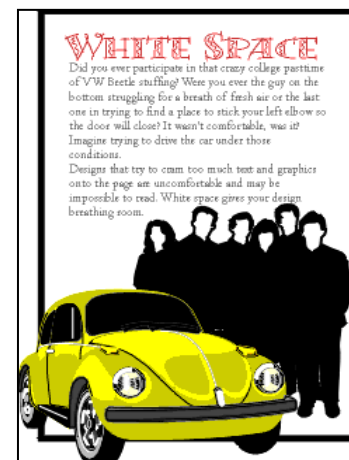 WHITE SPACE
Did you ever participate in that crazy college pasttime
of VW Beetle stuffing? Were you ever the guy on the
bottom struggling for a breath of fresh air or the last
one in trying to find a place to stick your left elbow so
the door will close? It wasn't comfortable, was it?
Imagine trying to drive the car under those
conditions.
Designs that try to cram too much text and graphics
onto the page are uncomfortable and may be
impossible to read. White space gives your design
breathing room.